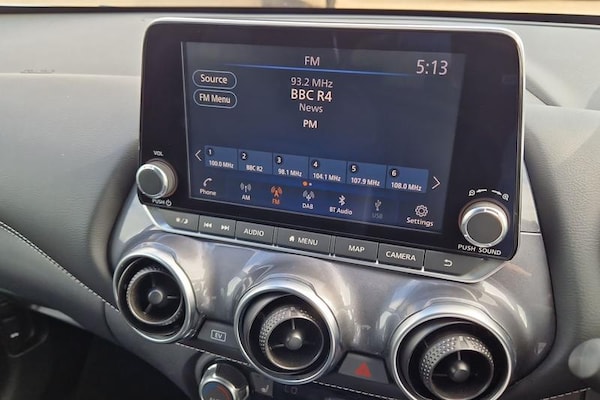 FM
5:13
Source
93.2 MHz
FM Menu
BBC R4
News
PM
1 2 3 4 5 6
100.0 MHz BBC R2 98.1 MHz 104.1 MHz 107.9 MHz 108.0 MHz
Phone AM FM DAB BT Audio USB Settings
VOL
PUSH
AUDIO MENU MAP CAMERA
PUSH SOUND
EV